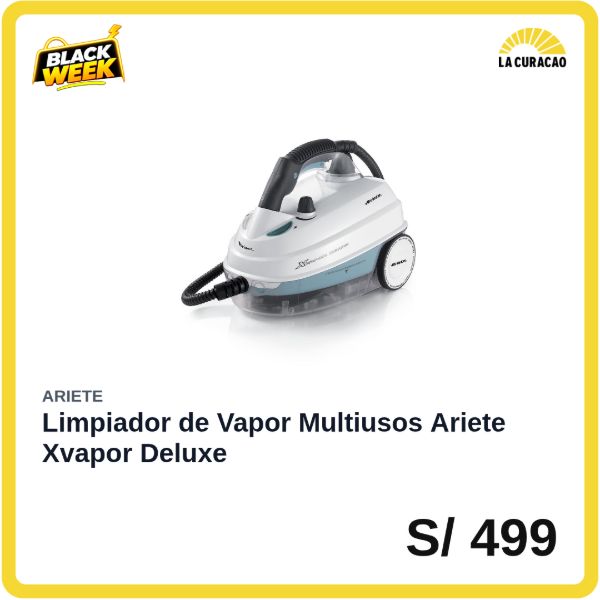 BLACK
WEEK
LA CURACAO
ARIETE
Limpiador de Vapor Multiusos Ariete
Xvapor Deluxe
S/ 499